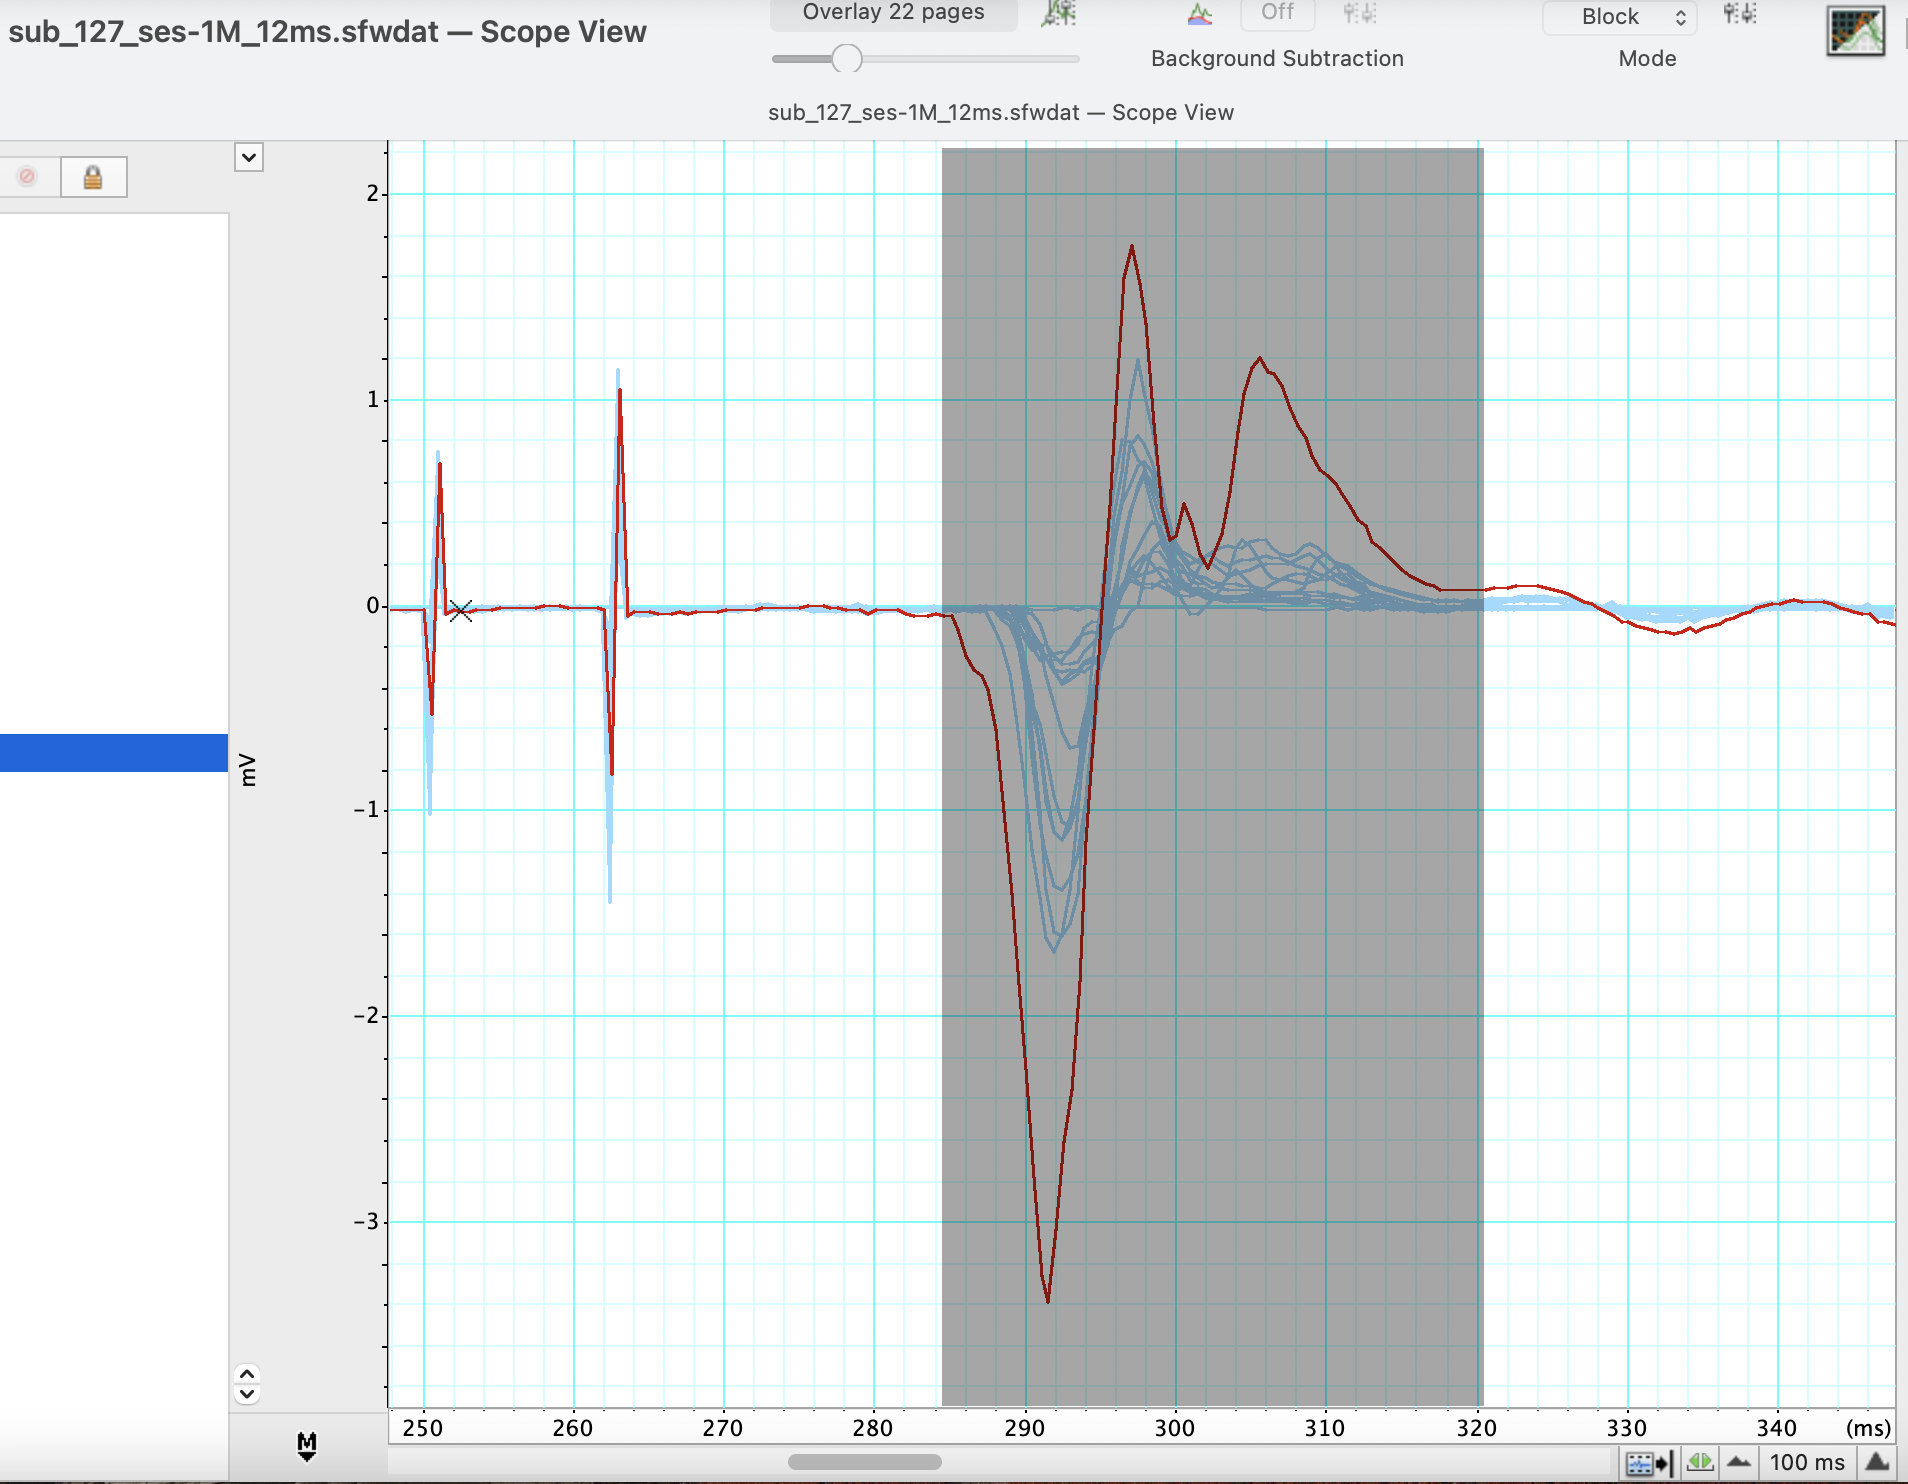 sub_127_ses-1M_12ms.sfwdat — Scope View
Overlay 22 pages
Off
Block
Background Subtraction
Mode
sub_127_ses-1M_12ms.sfwdat — Scope View
2
1
0
−1
−2
−3
mV
250 260 270 280 290 300 310 320 330 340 (ms)
M
100 ms